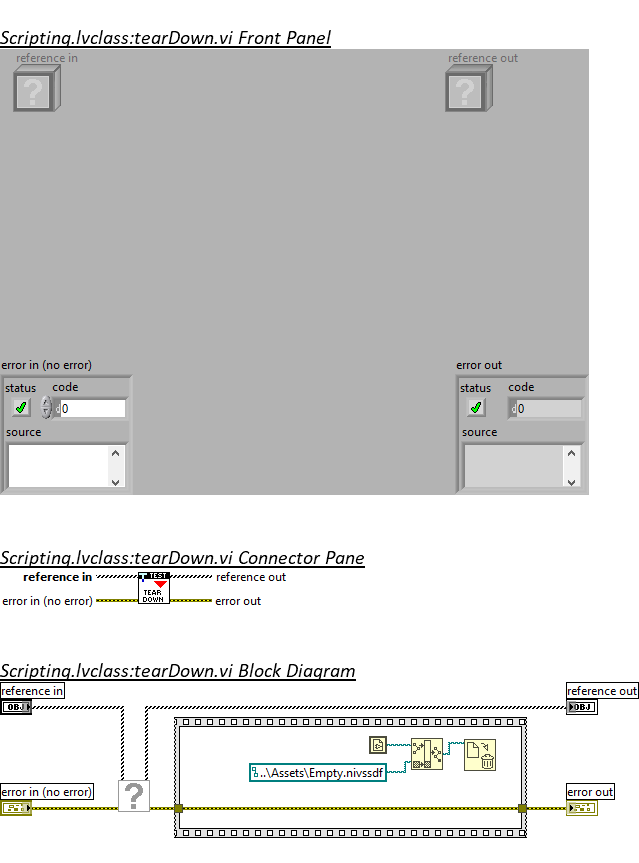 Scripting.lvclass:tearDown.vi Front Panel
reference in
reference out
?
?
error in (no error)
error out
status
code
status
code
d
0
d
0
source
source
Scripting.lvclass:tearDown.vi Connector Pane
reference in
reference out
TEST
TEAR
DOWN
error in (no error)
error out
Scripting.lvclass:tearDown.vi Block Diagram
reference in
reference out
OBJ
OBJ
..\Assets\Empty.nivssdf
error in (no error)
error out
?